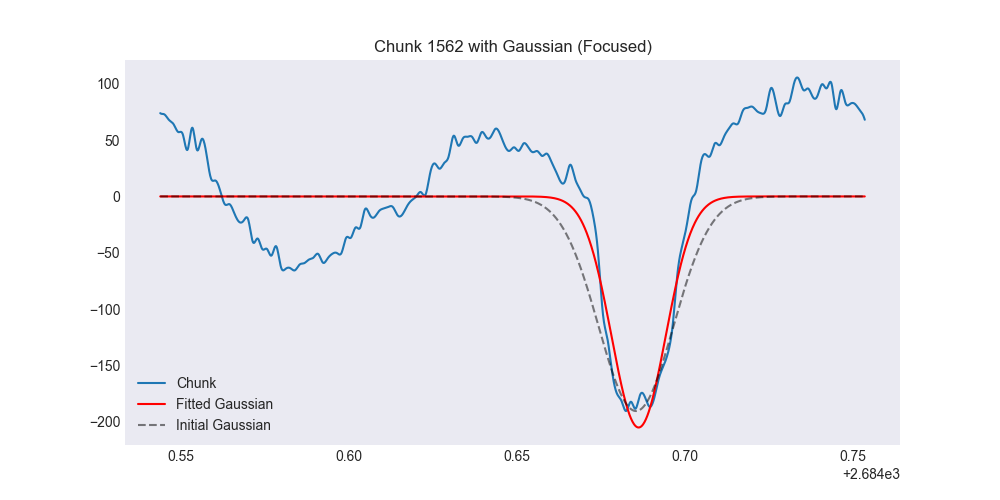 Chunk 1562 with Gaussian (Focused)
100
50
0
−50
−100
−150
−200
Chunk
Fitted Gaussian
Initial Gaussian
0.55 0.60 0.65 0.70 0.75
+2.684e3